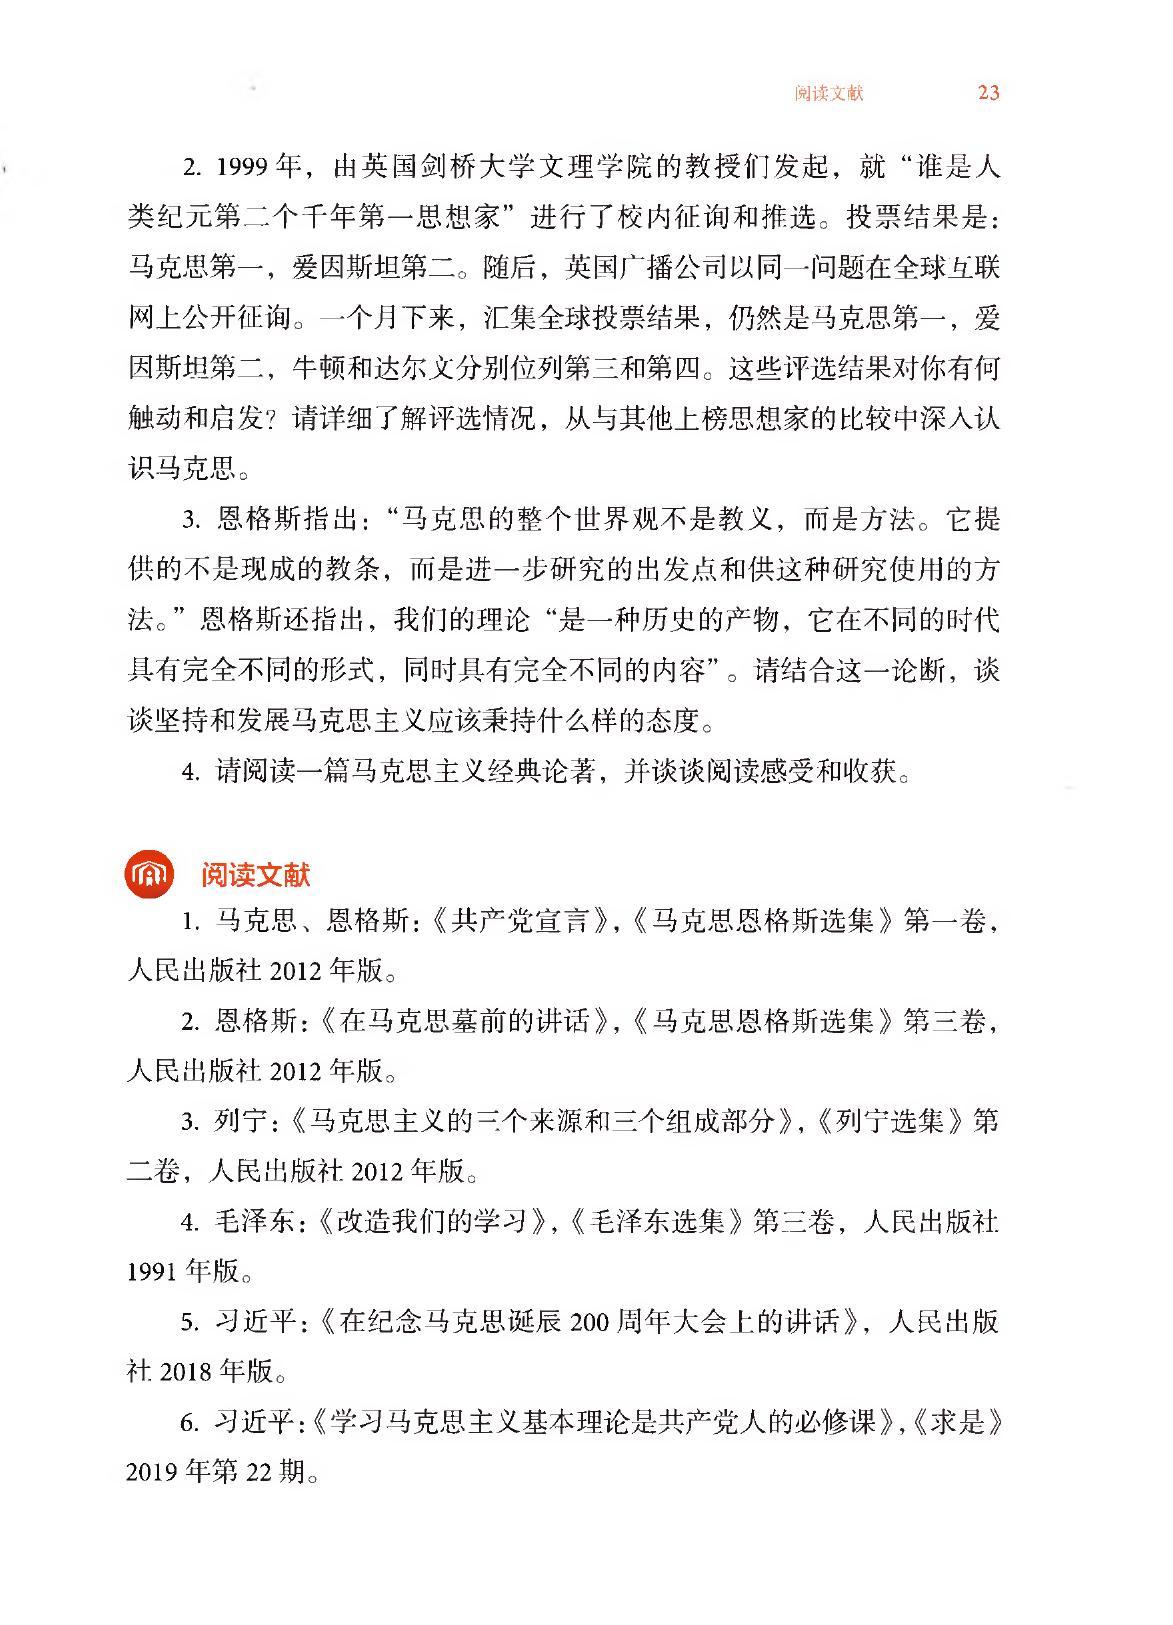 阅读文献 23
2. 1999 年，由英国剑桥大学文理学院的教授们发起，就“谁是人
类纪元第二个千年第一思想家”进行了校内征询和推选。投票结果是：
马克思第一，爱因斯坦第二。随后，英国广播公司以同一问题在全球互联
网上公开征询。一个月下来，汇集全球投票结果，仍然是马克思第一，爱
因斯坦第二，牛顿和达尔文分别位列第三和第四。这些评选结果对你有何
触动和启发？请详细了解评选情况，从与其他上榜思想家的比较中深入认
识马克思。
3. 恩格斯指出：“马克思的整个世界观不是教义，而是方法。它提
供的不是现成的教条，而是进一步研究的出发点和供这种研究使用的方
法。”恩格斯还指出，我们的理论“是一种历史的产物，它在不同的时代
具有完全不同的形式，同时具有完全不同的内容”。请结合这一论断，谈
谈坚持和发展马克思主义应该秉持什么样的态度。
4. 请阅读一篇马克思主义经典论著，并谈谈阅读感受和收获。
阅读文献
1. 马克思、恩格斯：《共产党宣言》，《马克思恩格斯选集》第一卷，
人民出版社 2012 年版。
2. 恩格斯：《在马克思墓前的讲话》，《马克思恩格斯选集》第三卷，
人民出版社 2012 年版。
3. 列宁：《马克思主义的三个来源和三个组成部分》，《列宁选集》第
二卷，人民出版社 2012 年版。
4. 毛泽东：《改造我们的学习》，《毛泽东选集》第三卷，人民出版社
1991 年版。
5. 习近平：《在纪念马克思诞辰 200 周年大会上的讲话》，人民出版
社 2018 年版。
6. 习近平：《学习马克思主义基本理论是共产党人的必修课》，《求是》
2019 年第 22 期。